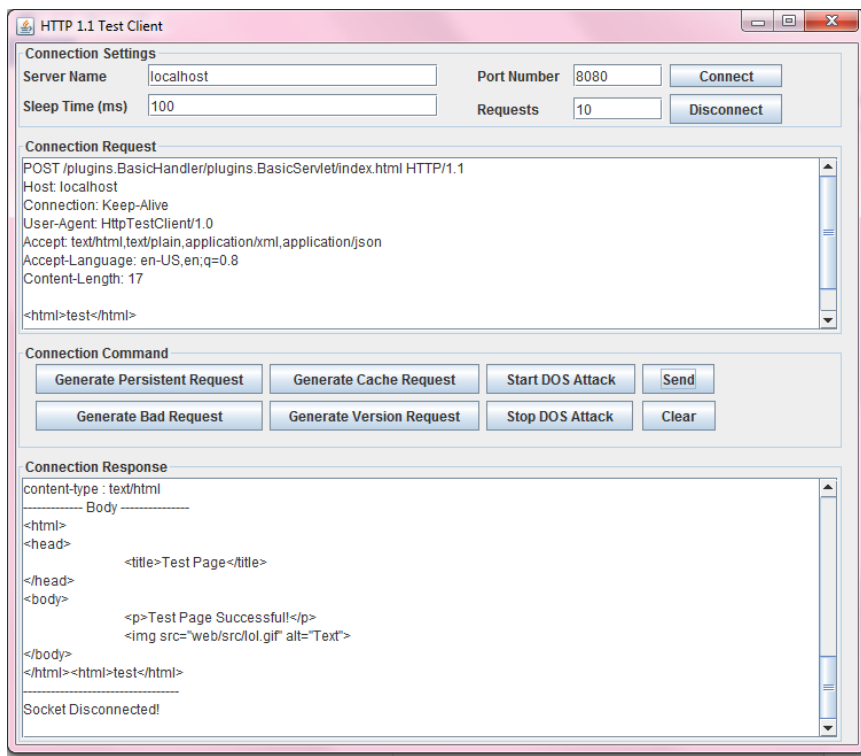 HTTP 1.1 Test Client
Connection Settings
Server Name localhost Port Number 8080 Connect
Sleep Time (ms) 100 Requests 10 Disconnect
Connection Request
POST /plugins.BasicHandler/plugins.BasicServlet/index.html HTTP/1.1
Host: localhost
Connection: Keep-Alive
User-Agent: HttpTestClient/1.0
Accept: text/html,text/plain,application/xml,application/json
Accept-Language: en-US,en;q=0.8
Content-Length: 17
<html>test</html>
Connection Command
Generate Persistent Request Generate Cache Request Start DOS Attack Send
Generate Bad Request Generate Version Request Stop DOS Attack Clear
Connection Response
content-type : text/html
------------- Body ---------------
<html>
<head>
<title>Test Page</title>
</head>
<body>
<p>Test Page Successful!</p>
<img src="web/src/lol.gif" alt="Text">
</body>
</html><html>test</html>
----------------------------------
Socket Disconnected!